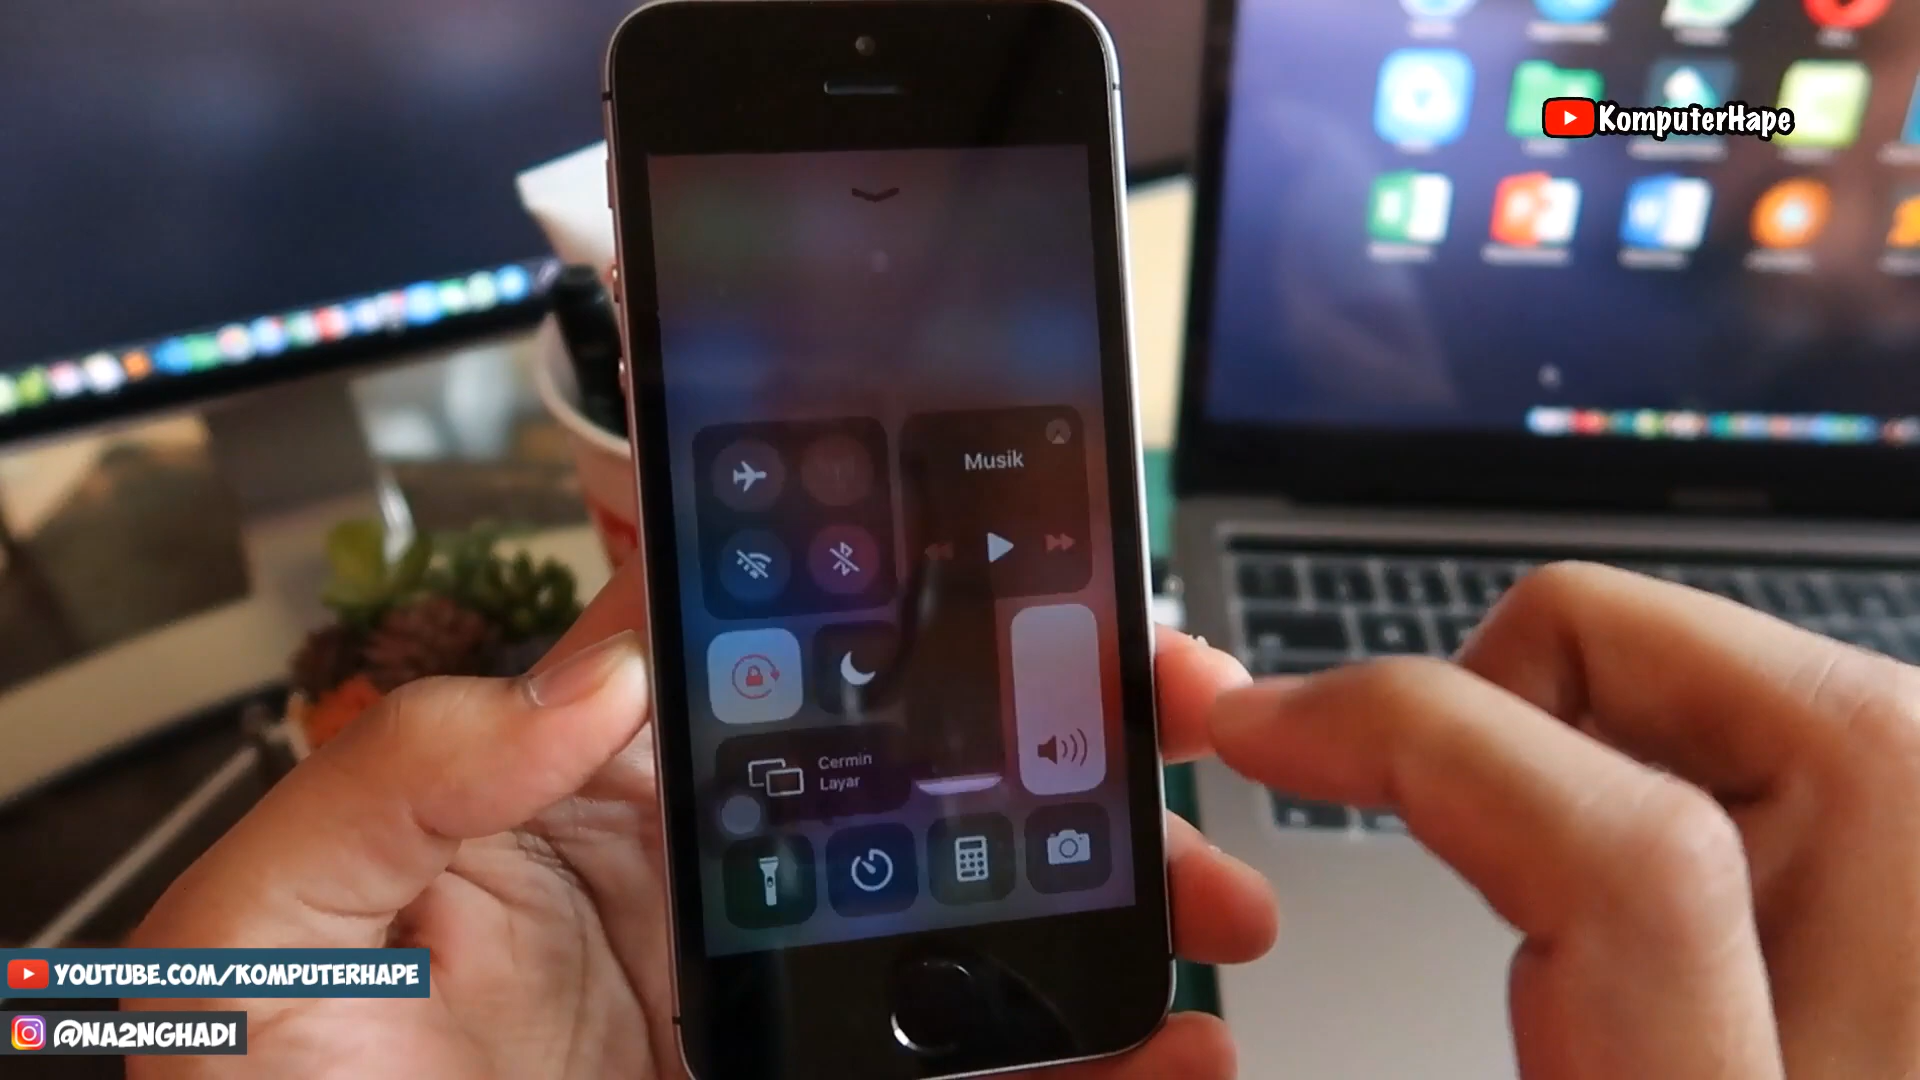 KomputerHape
Musik
Cermin
Layar
YOUTUBE.COM/KOMPUTERHAPE
@NA2NGHADI